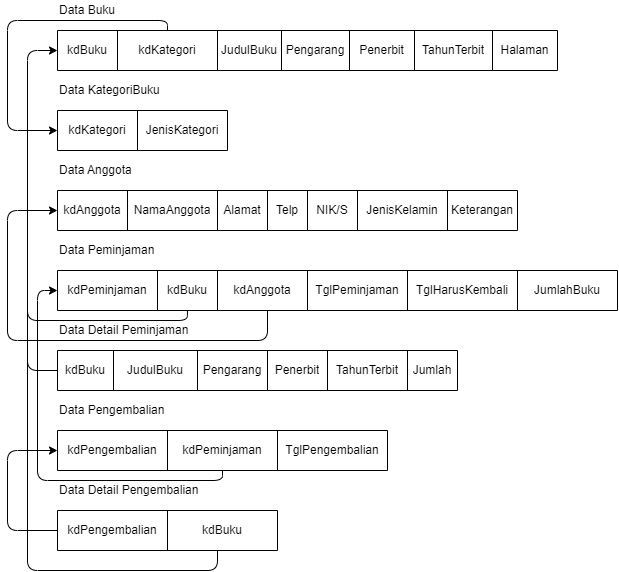 Data Buku
kdBuku kdKategori JudulBuku Pengarang Penerbit TahunTerbit Halaman
Data KategoriBuku
kdKategori JenisKategori
Data Anggota
kdAnggota NamaAnggota Alamat Telp NIK/S JenisKelamin Keterangan
Data Peminjaman
kdPeminjaman kdBuku kdAnggota TglPeminjaman TglHarusKembali JumlahBuku
Data Detail Peminjaman
kdBuku JudulBuku Pengarang Penerbit TahunTerbit Jumlah
Data Pengembalian
kdPengembalian kdPeminjaman TglPengembalian
Data Detail Pengembalian
kdPengembalian kdBuku